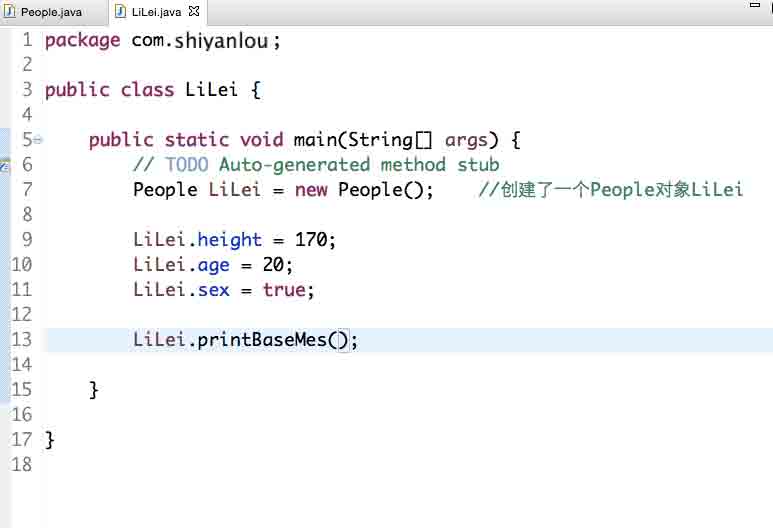 People.java LiLei.java
1 package com.shiyanlou;
2
3 public class LiLei {
4
5 public static void main(String[] args) {
6 // TODO Auto-generated method stub
7 People LiLei = new People(); //创建了一个People对象LiLei
8
9 LiLei.height = 170;
10 LiLei.age = 20;
11 LiLei.sex = true;
12
13 LiLei.printBaseMes();
14
15 }
16
17 }
18